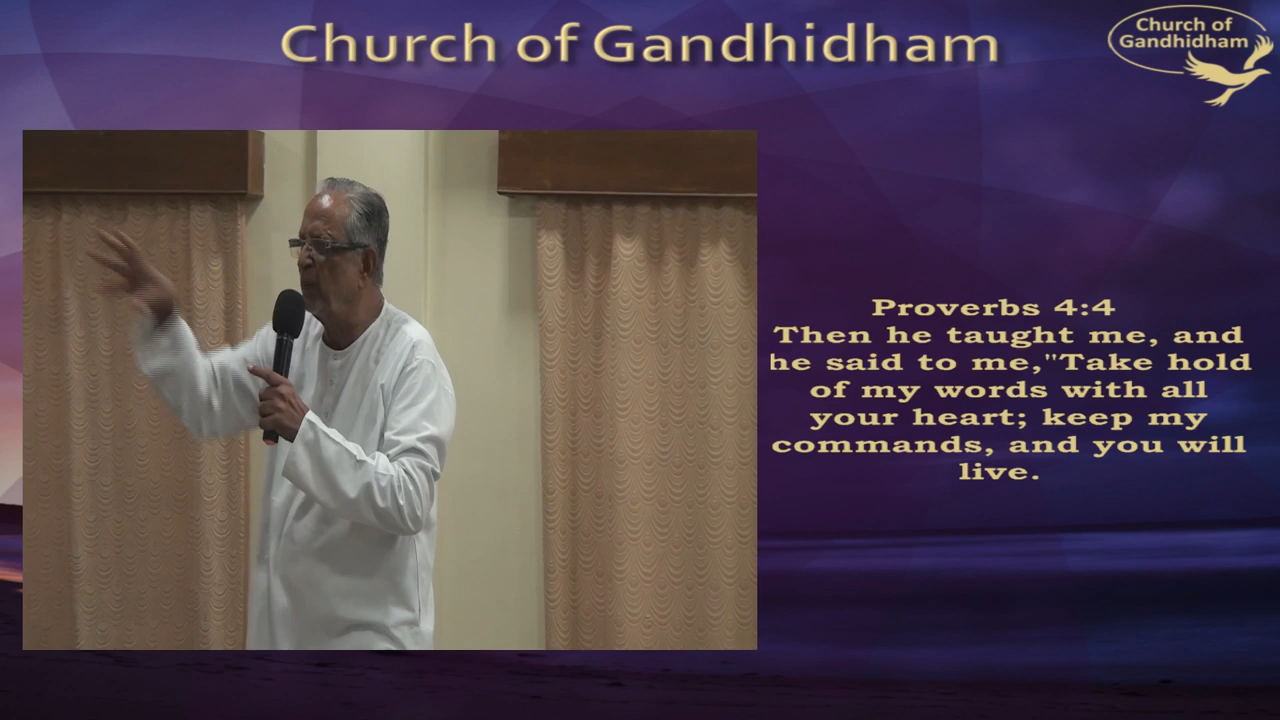 Church of Gandhidham
Church of
Gandhidham
Proverbs 4:4
Then he taught me, and
he said to me,"Take hold
of my words with all
your heart; keep my
commands, and you will
live.